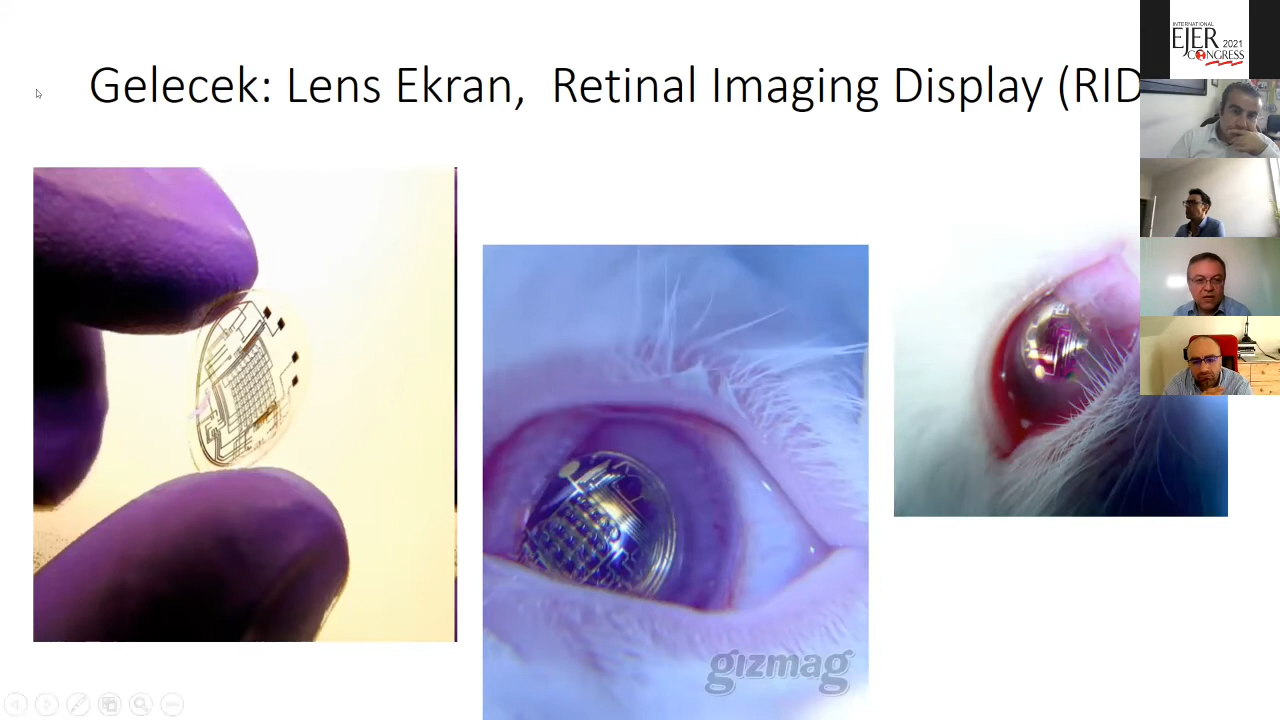 Gelecek: Lens Ekran, Retinal Imaging Display (RID
INTERNATIONAL
EJER
2021
CONGRESS
gizmag